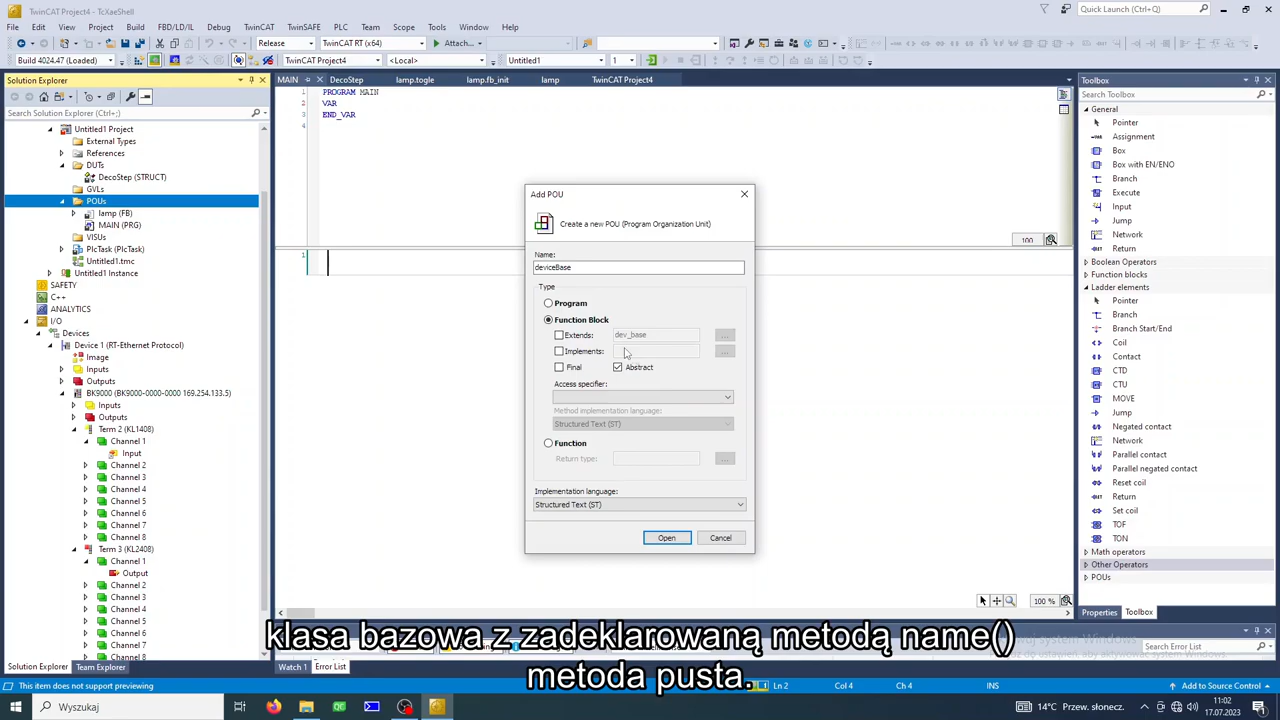 TwinCAT Project4 - TcXaeShell
Quick Launch (Ctrl+Q)
File Edit View Project Build Debug FBD/LD/IL TwinCAT TwinSAFE PLC Team Scope Tools Window Help
Release TwinCAT RT (x64) Attach...
Build 4024.47 (Loaded) TwinCAT Project4 <Local> Untitled1 1
Solution Explorer
Search Solution Explorer (Ctrl+;)
Untitled1 Project
External Types
References
DUTs
DecoStep (STRUCT)
GVLs
POUs
lamp (FB)
MAIN (PRG)
VISUs
PlcTask (PlcTask)
Untitled1.tmc
Untitled1 Instance
SAFETY
C++
ANALYTICS
I/O
Devices
Device 1 (RT-Ethernet Protocol)
Image
Inputs
Outputs
BK9000 (BK9000-0000-0000 169.254.133.5)
Inputs
Outputs
Term 2 (KL1408)
Channel 1
Input
Channel 2
Channel 3
Channel 4
Channel 5
Channel 6
Channel 7
Channel 8
Term 3 (KL2408)
Channel 1
Output
Channel 2
Channel 3
Channel 4
Channel 5
Channel 6
Channel 7
Solution Explorer Team Explorer
MAIN DecoStep lamp.togle lamp.fb_init lamp TwinCAT Project4
1 PROGRAM MAIN
2 VAR
3 END_VAR
4
100
1
Add POU
Create a new POU (Program Organization Unit)
Name:
deviceBase
Type
Program
Function Block
Extends: dev_base ...
Implements: ...
Final Abstract
Access specifier:
Method implementation language:
Structured Text (ST)
Function
Return type: ...
Implementation language:
Structured Text (ST)
Open Cancel
100 %
Toolbox
Search Toolbox
General
Pointer
Assignment
Box
Box with EN/ENO
Branch
Execute
Input
Jump
Network
Return
Boolean Operators
Function blocks
Ladder elements
Pointer
Branch
Branch Start/End
Coil
Contact
CTD
CTU
MOVE
Jump
Negated contact
Network
Parallel contact
Parallel negated contact
Reset coil
Return
Set coil
TOF
TON
Math operators
Other Operators
POUs
Properties Toolbox
klasa bazowa z zadeklarowaną metodą name()
metoda pusta.
Search Error List
Watch 1 Error List
This item does not support previewing
Ln 2 Col 4 Ch 4 INS
Add to Source Control
Wyszukaj
14°C Przew. słonecz.
11:02
17.07.2023